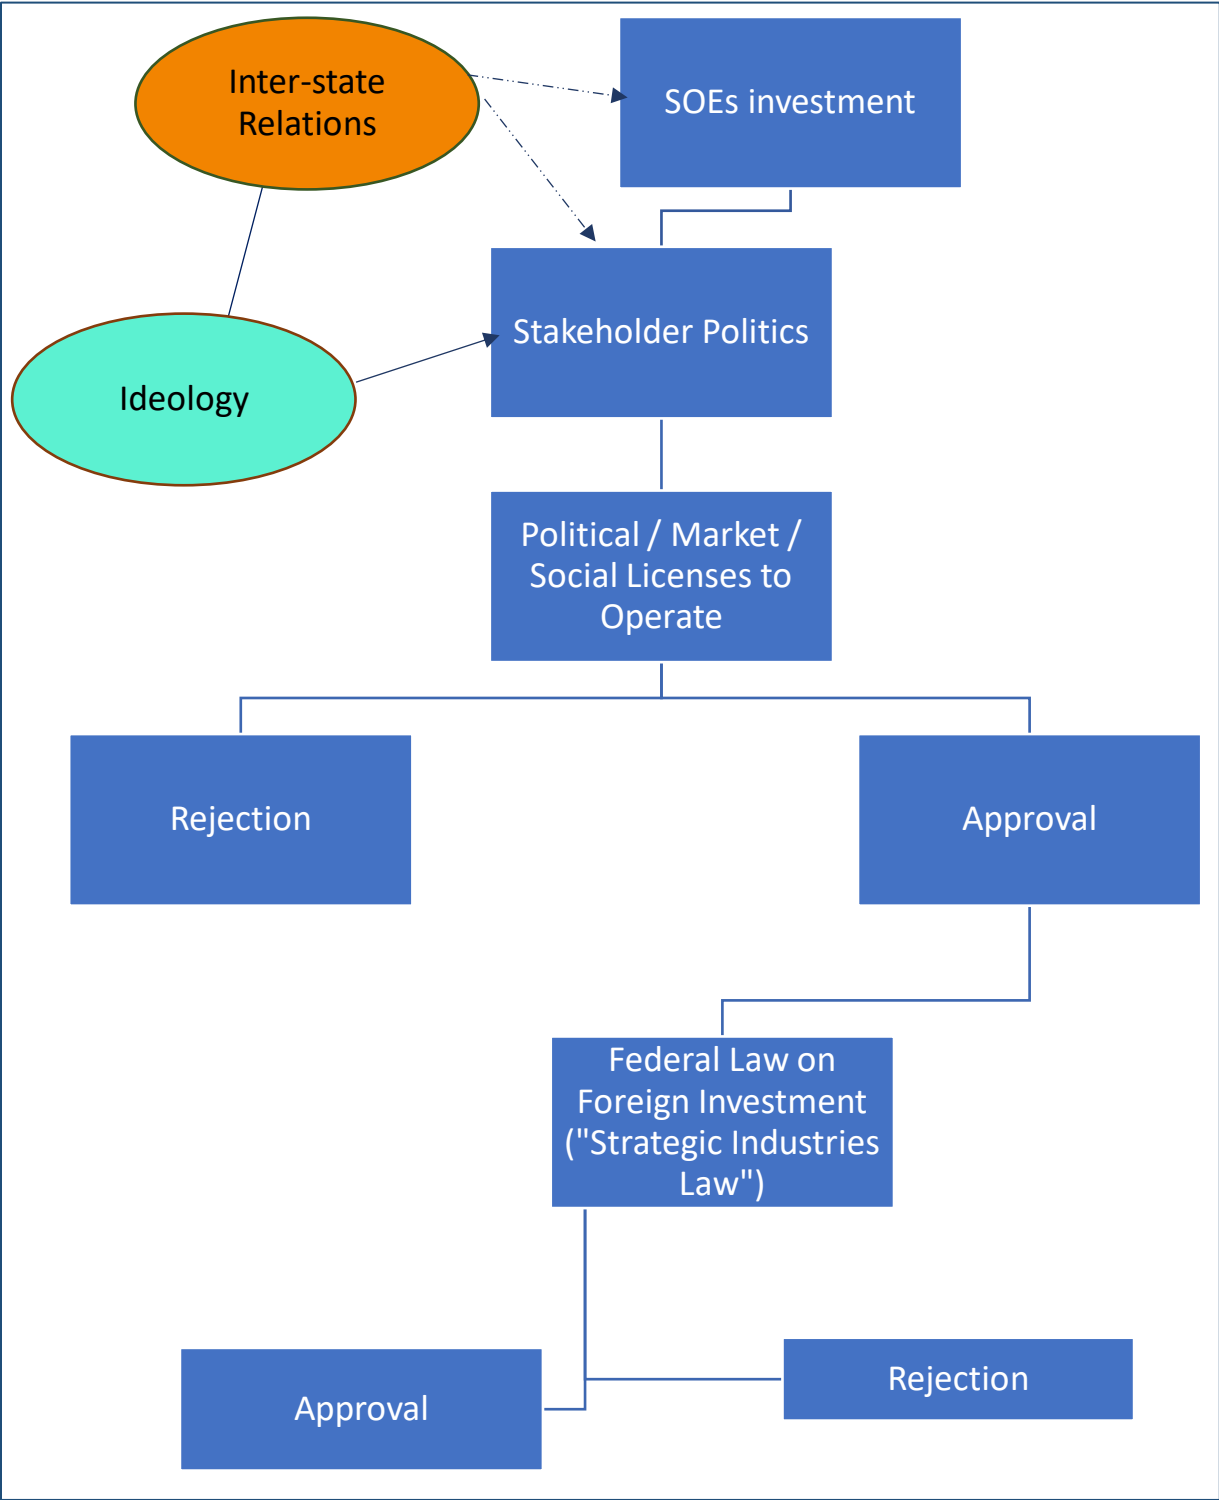 Inter-state
Relations
SOEs investment
Stakeholder Politics
Ideology
Political / Market /
Social Licenses to
Operate
Rejection
Approval
Federal Law on
Foreign Investment
("Strategic Industries
Law")
Approval
Rejection